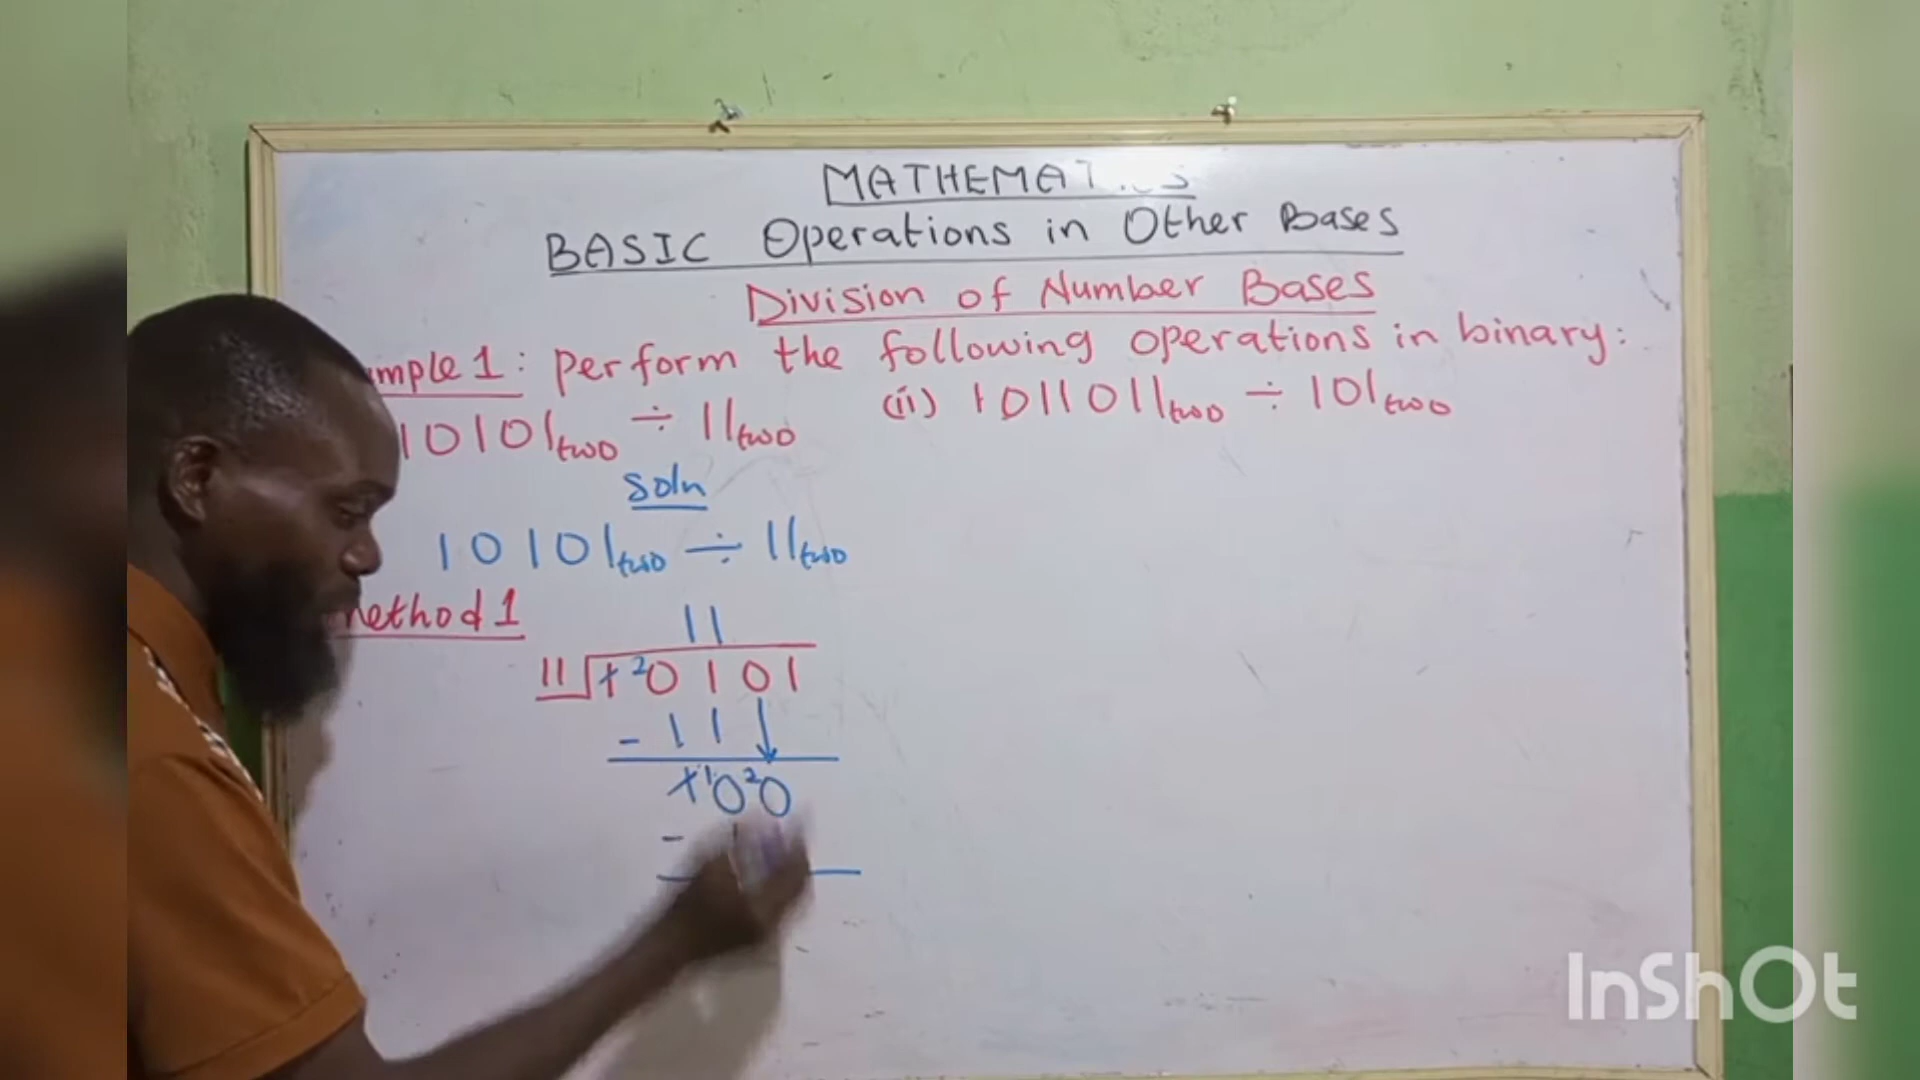 MATHEMAT
BASIC Operations in Other Bases
Division of Number Bases
mple 1: perform the following operations in binary:
10101two ÷ 11two (ii) 1011011two ÷ 101two
Soln
10101two ÷ 11two
method 1
11
11 1 2 0 1 0 1
- 1 1
1 1 0 2 0
-
InShOt